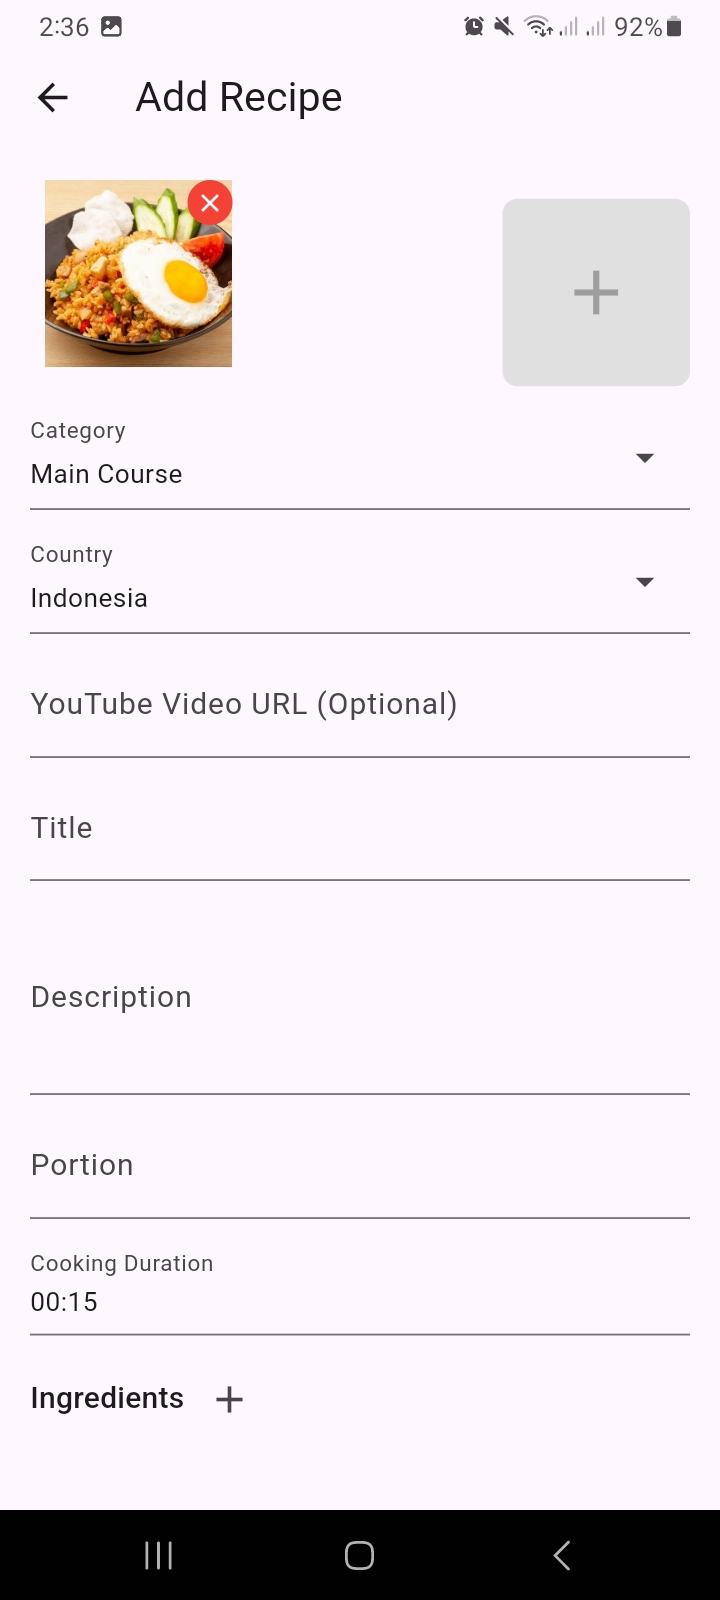 2:36
92%
Add Recipe
Category
Main Course
Country
Indonesia
YouTube Video URL (Optional)
Title
Description
Portion
Cooking Duration
00:15
Ingredients